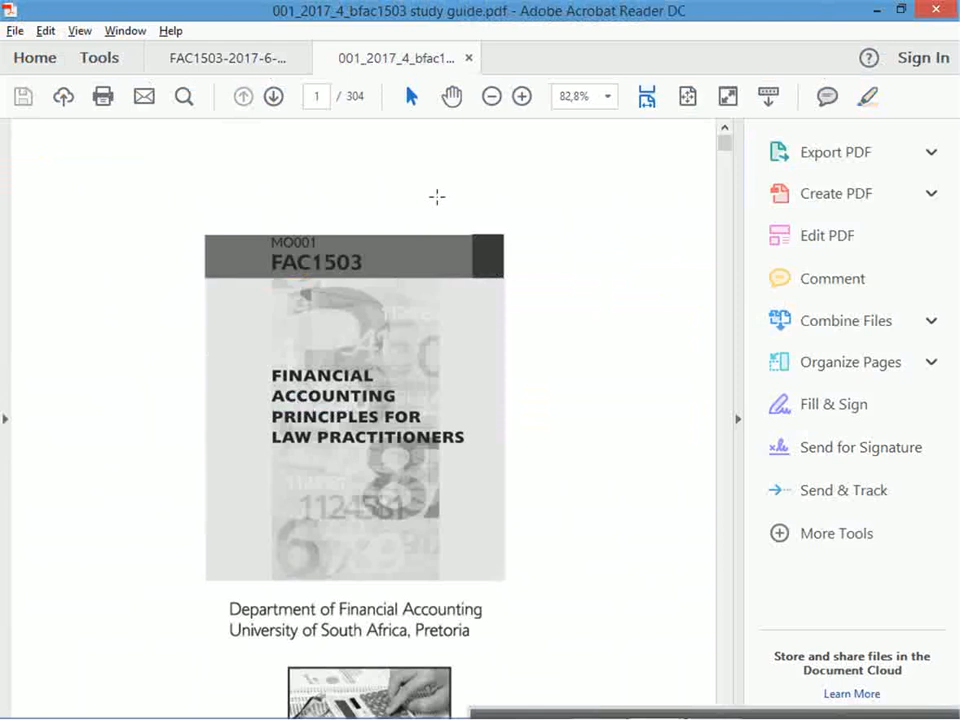 001_2017_4_bfac1503 study guide.pdf - Adobe Acrobat Reader DC
File Edit View Window Help
Home Tools FAC1503-2017-6-... 001_2017_4_bfac1... × Sign In
1 / 304 82,8%
Export PDF
Create PDF
Edit PDF
Comment
Combine Files
Organize Pages
Fill & Sign
Send for Signature
Send & Track
More Tools
Store and share files in the
Document Cloud
Learn More
MO001
FAC1503
FINANCIAL
ACCOUNTING
PRINCIPLES FOR
LAW PRACTITIONERS
1124581
Department of Financial Accounting
University of South Africa, Pretoria